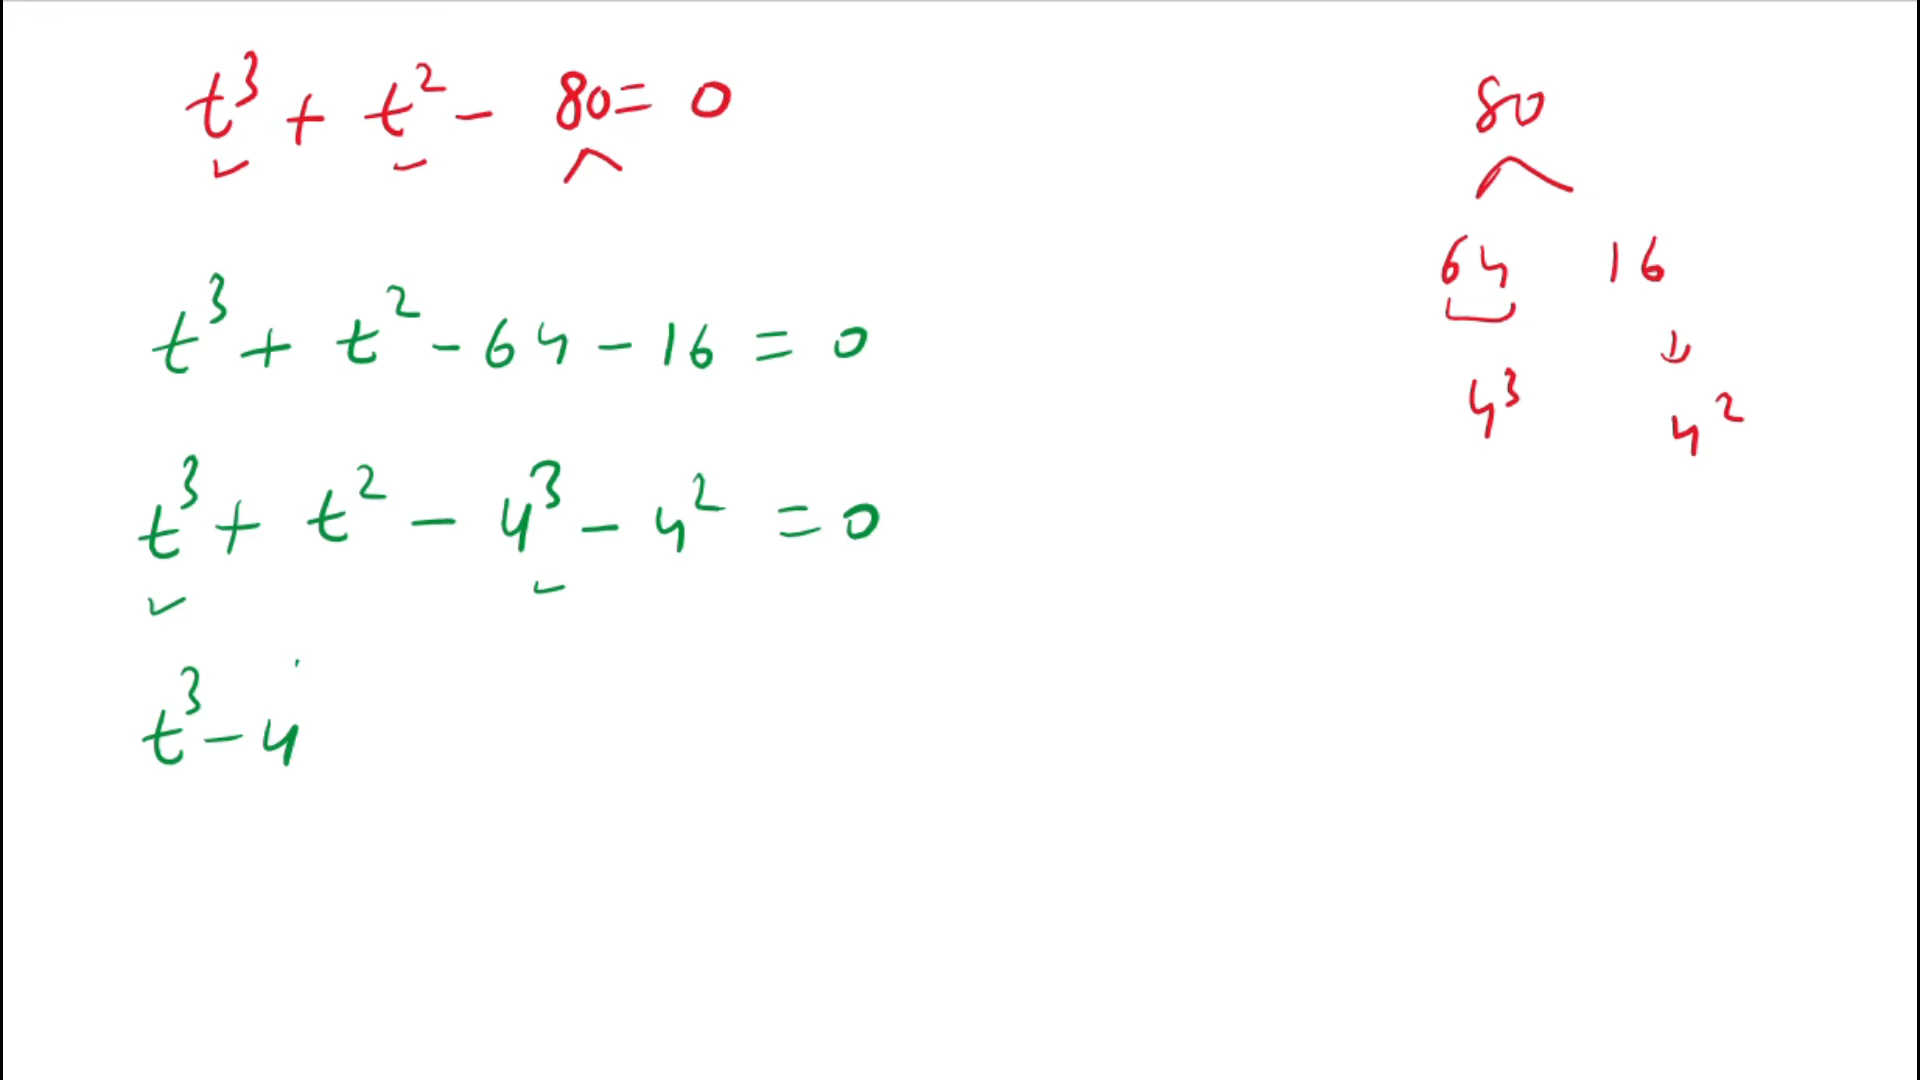 t³ + t² - 80 = 0
t³ + t² - 64 - 16 = 0
t³ + t² - 4³ - 4² = 0
t³ - 4
80
64 16
4³ 4²